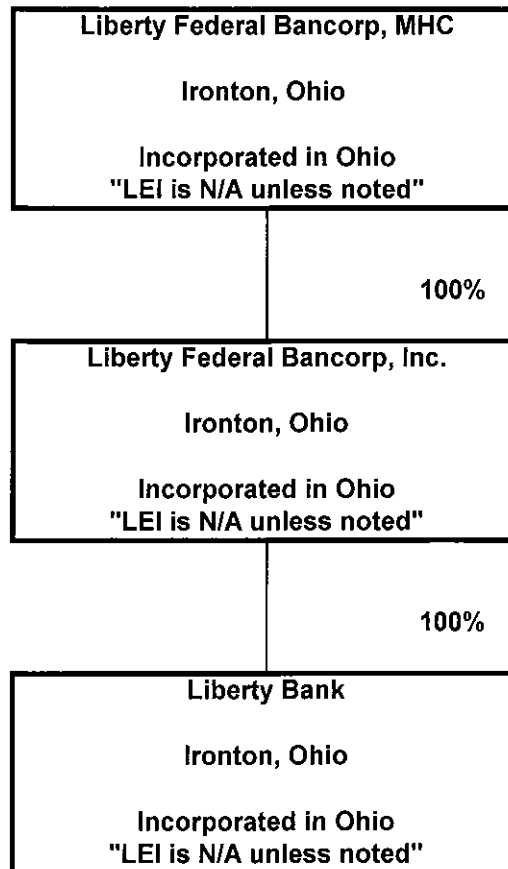 Liberty Federal Bancorp, MHC
Ironton, Ohio
Incorporated in Ohio
"LEI is N/A unless noted"
100%
Liberty Federal Bancorp, Inc.
Ironton, Ohio
Incorporated in Ohio
"LEI is N/A unless noted"
100%
Liberty Bank
Ironton, Ohio
Incorporated in Ohio
"LEI is N/A unless noted"